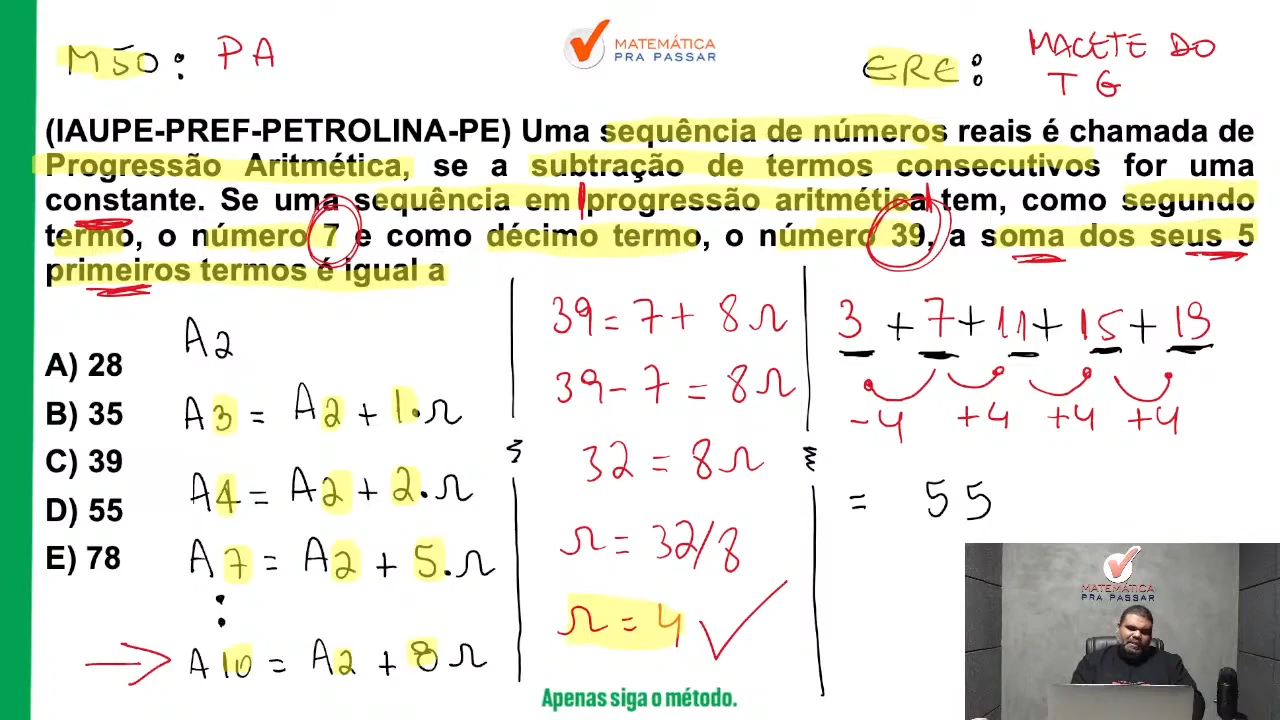 M50: PA
MATEMÁTICA
PRA PASSAR
ERE: MACETE DO
TG
(IAUPE-PREF-PETROLINA-PE) Uma sequência de números reais é chamada de
Progressão Aritmética, se a subtração de termos consecutivos for uma
constante. Se uma sequência em progressão aritmética tem, como segundo
termo, o número 7 e como décimo termo, o número 39, a soma dos seus 5
primeiros termos é igual a
A) 28
B) 35
C) 39
D) 55
E) 78
A2
A3 = A2 + 1.r
A4 = A2 + 2.r
A7 = A2 + 5.r
:
A10 = A2 + 8r
39 = 7 + 8r
39 - 7 = 8r
32 = 8r
r = 32/8
r = 4
3 + 7 + 11 + 15 + 19
-4 +4 +4 +4
= 55
MATEMÁTICA
PRA PASSAR
Apenas siga o método.